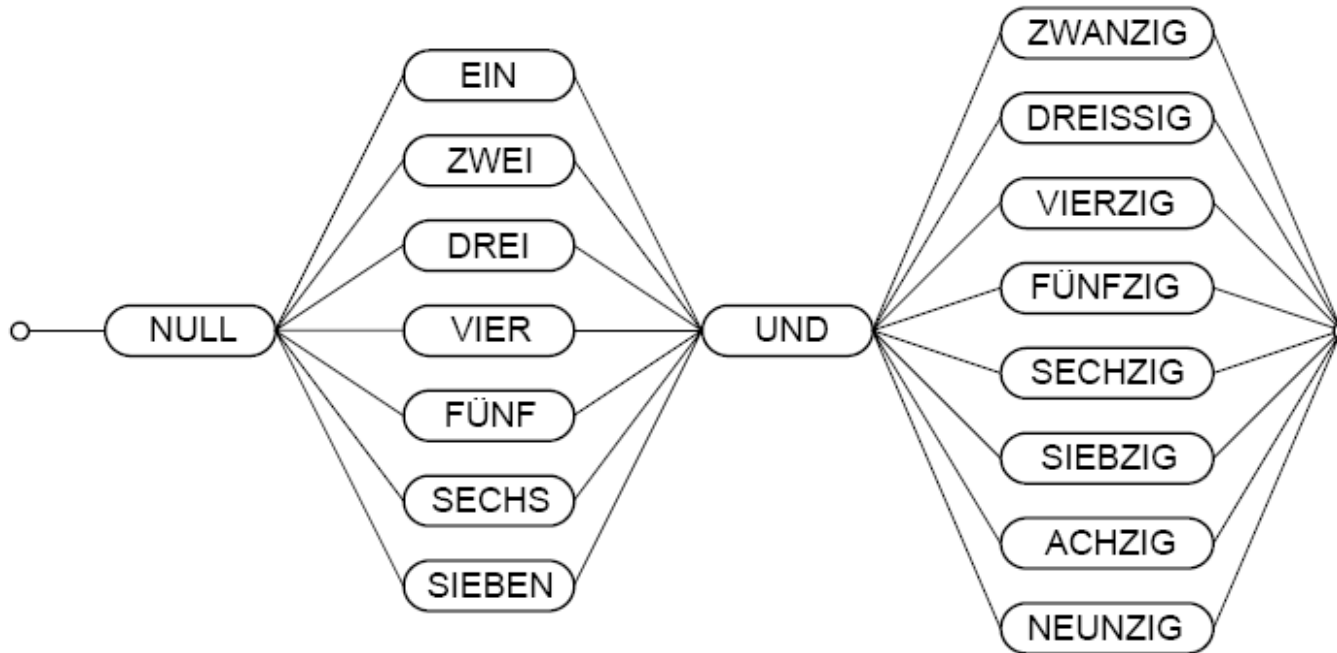 NULL
EIN
ZWEI
DREI
VIER
FÜNF
SECHS
SIEBEN
UND
ZWANZIG
DREISSIG
VIERZIG
FÜNFZIG
SECHZIG
SIEBZIG
ACHZIG
NEUNZIG